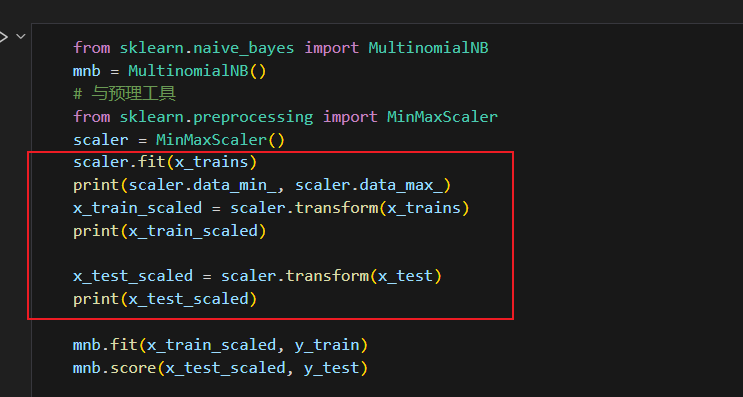 from sklearn.naive_bayes import MultinomialNB
mnb = MultinomialNB()
# 与预理工具
from sklearn.preprocessing import MinMaxScaler
scaler = MinMaxScaler()
scaler.fit(x_trains)
print(scaler.data_min_, scaler.data_max_)
x_train_scaled = scaler.transform(x_trains)
print(x_train_scaled)
x_test_scaled = scaler.transform(x_test)
print(x_test_scaled)
mnb.fit(x_train_scaled, y_train)
mnb.score(x_test_scaled, y_test)